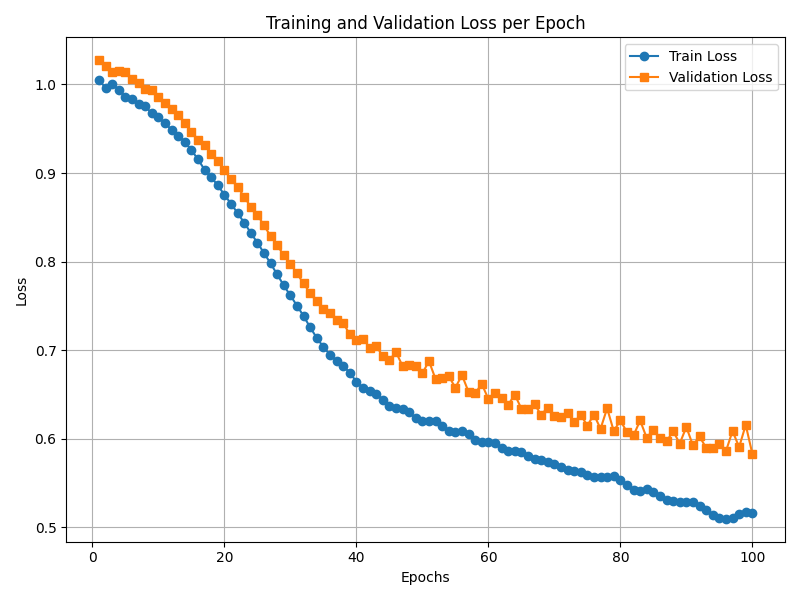 Training and Validation Loss per Epoch
Train Loss
Validation Loss
1.0
0.9
0.8
0.7
0.6
0.5
Loss
0 20 40 60 80 100
Epochs